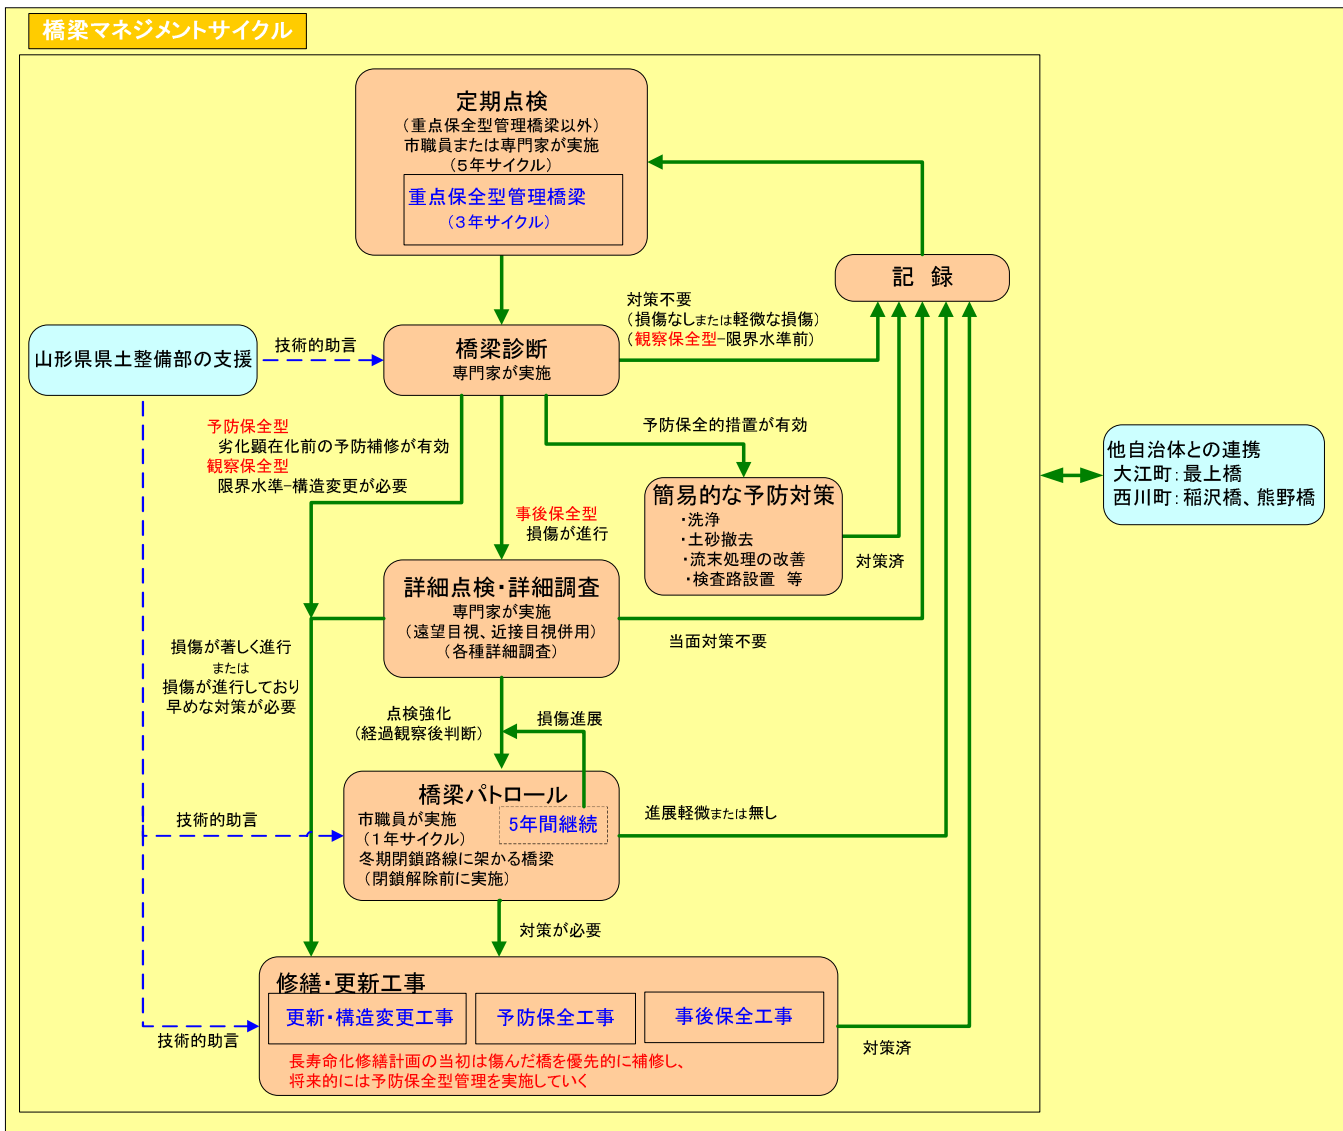 橋梁マネジメントサイクル
定期点検
（重点保全型管理橋梁以外）
市職員または専門家が実施
（５年サイクル）
重点保全型管理橋梁
（３年サイクル）
記　録
対策不要
（損傷なしまたは軽微な損傷）
（観察保全型-限界水準前）
山形県県土整備部の支援
技術的助言
橋梁診断
専門家が実施
予防保全型
劣化顕在化前の予防補修が有効
観察保全型
限界水準-構造変更が必要
予防保全的措置が有効
他自治体との連携
大江町：最上橋
西川町：稲沢橋、熊野橋
事後保全型
損傷が進行
簡易的な予防対策
・洗浄
・土砂撤去
・流末処理の改善
・検査路設置　等
対策済
詳細点検・詳細調査
専門家が実施
（遠望目視、近接目視併用）
（各種詳細調査）
当面対策不要
損傷が著しく進行
または
損傷が進行しており
早めな対策が必要
点検強化
（経過観察後判断）
損傷進展
橋梁パトロール
市職員が実施
（１年サイクル）
冬期閉鎖路線に架かる橋梁
（閉鎖解除前に実施）
5年間継続
技術的助言
進展軽微または無し
対策が必要
修繕・更新工事
更新・構造変更工事
予防保全工事
事後保全工事
長寿命化修繕計画の当初は傷んだ橋を優先的に補修し、
将来的には予防保全型管理を実施していく
技術的助言
対策済